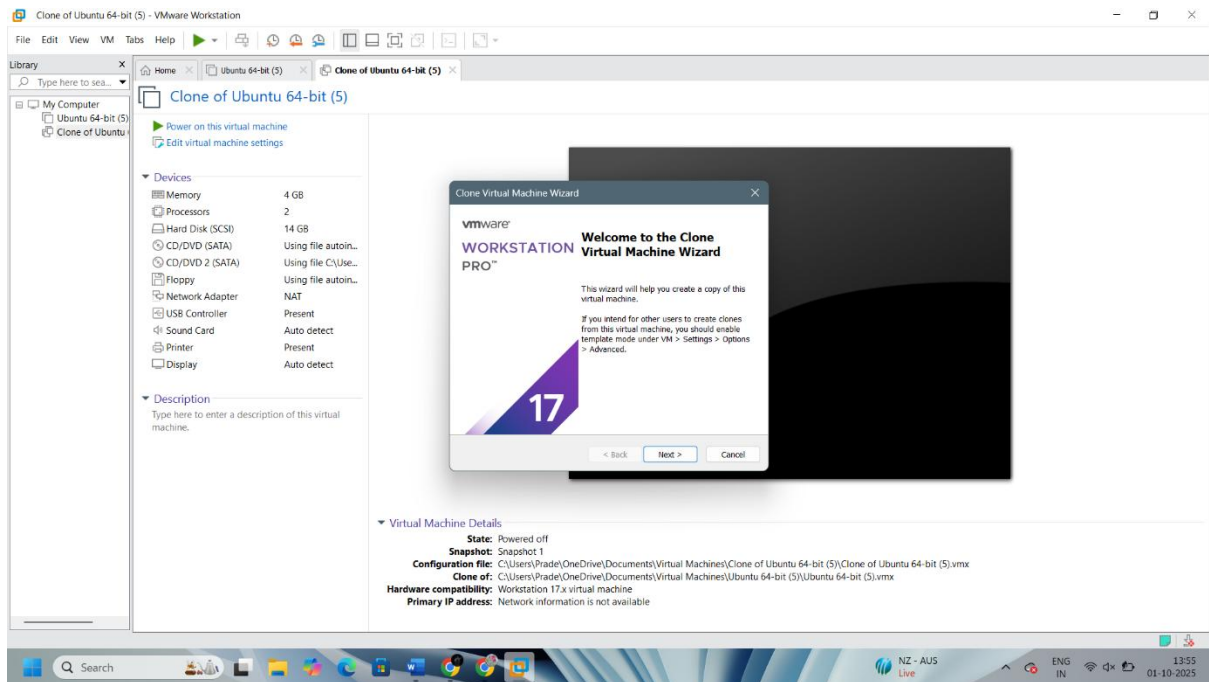 Clone of Ubuntu 64-bit (5) - VMware Workstation
File Edit View VM Tabs Help
Library X
Type here to sea...
Home
Ubuntu 64-bit (5)
Clone of Ubuntu 64-bit (5)
My Computer
Ubuntu 64-bit (5)
Clone of Ubuntu
Clone of Ubuntu 64-bit (5)
Power on this virtual machine
Edit virtual machine settings
Devices
Memory 4 GB
Processors 2
Hard Disk (SCSI) 14 GB
CD/DVD (SATA) Using file autoin...
CD/DVD 2 (SATA) Using file C:\Use...
Floppy Using file autoin...
Network Adapter NAT
USB Controller Present
Sound Card Auto detect
Printer Present
Display Auto detect
Description
Type here to enter a description of this virtual
machine.
Clone Virtual Machine Wizard
vmware
WORKSTATION
PRO™
17
Welcome to the Clone
Virtual Machine Wizard
This wizard will help you create a copy of this
virtual machine.
If you intend for other users to create clones
from this virtual machine, you should enable
template mode under VM > Settings > Options
> Advanced.
< Back Next > Cancel
Virtual Machine Details
State: Powered off
Snapshot: Snapshot 1
Configuration file: C:\Users\Prade\OneDrive\Documents\Virtual Machines\Clone of Ubuntu 64-bit (5)\Clone of Ubuntu 64-bit (5).vmx
Clone of: C:\Users\Prade\OneDrive\Documents\Virtual Machines\Ubuntu 64-bit (5)\Ubuntu 64-bit (5).vmx
Hardware compatibility: Workstation 17.x virtual machine
Primary IP address: Network information is not available
Search
NZ - AUS
Live
ENG
IN
13:55
01-10-2025